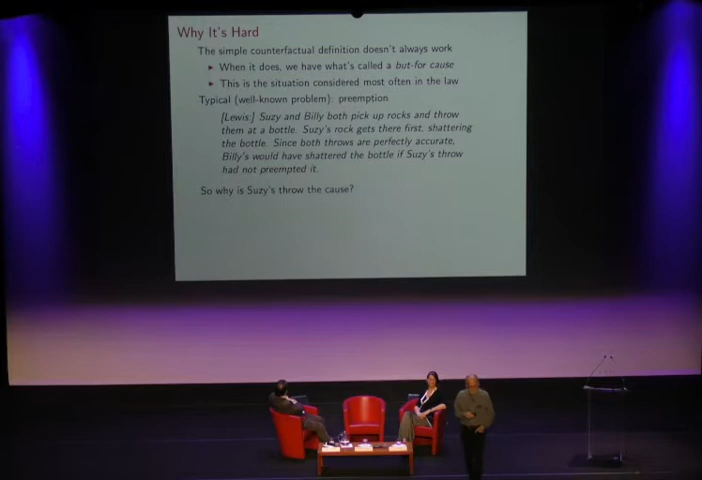 Why It's Hard
The simple counterfactual definition doesn't always work
► When it does, we have what's called a but-for cause
► This is the situation considered most often in the law
Typical (well-known problem): preemption
[Lewis:] Suzy and Billy both pick up rocks and throw
them at a bottle. Suzy's rock gets there first, shattering
the bottle. Since both throws are perfectly accurate,
Billy's would have shattered the bottle if Suzy's throw
had not preempted it.
So why is Suzy's throw the cause?